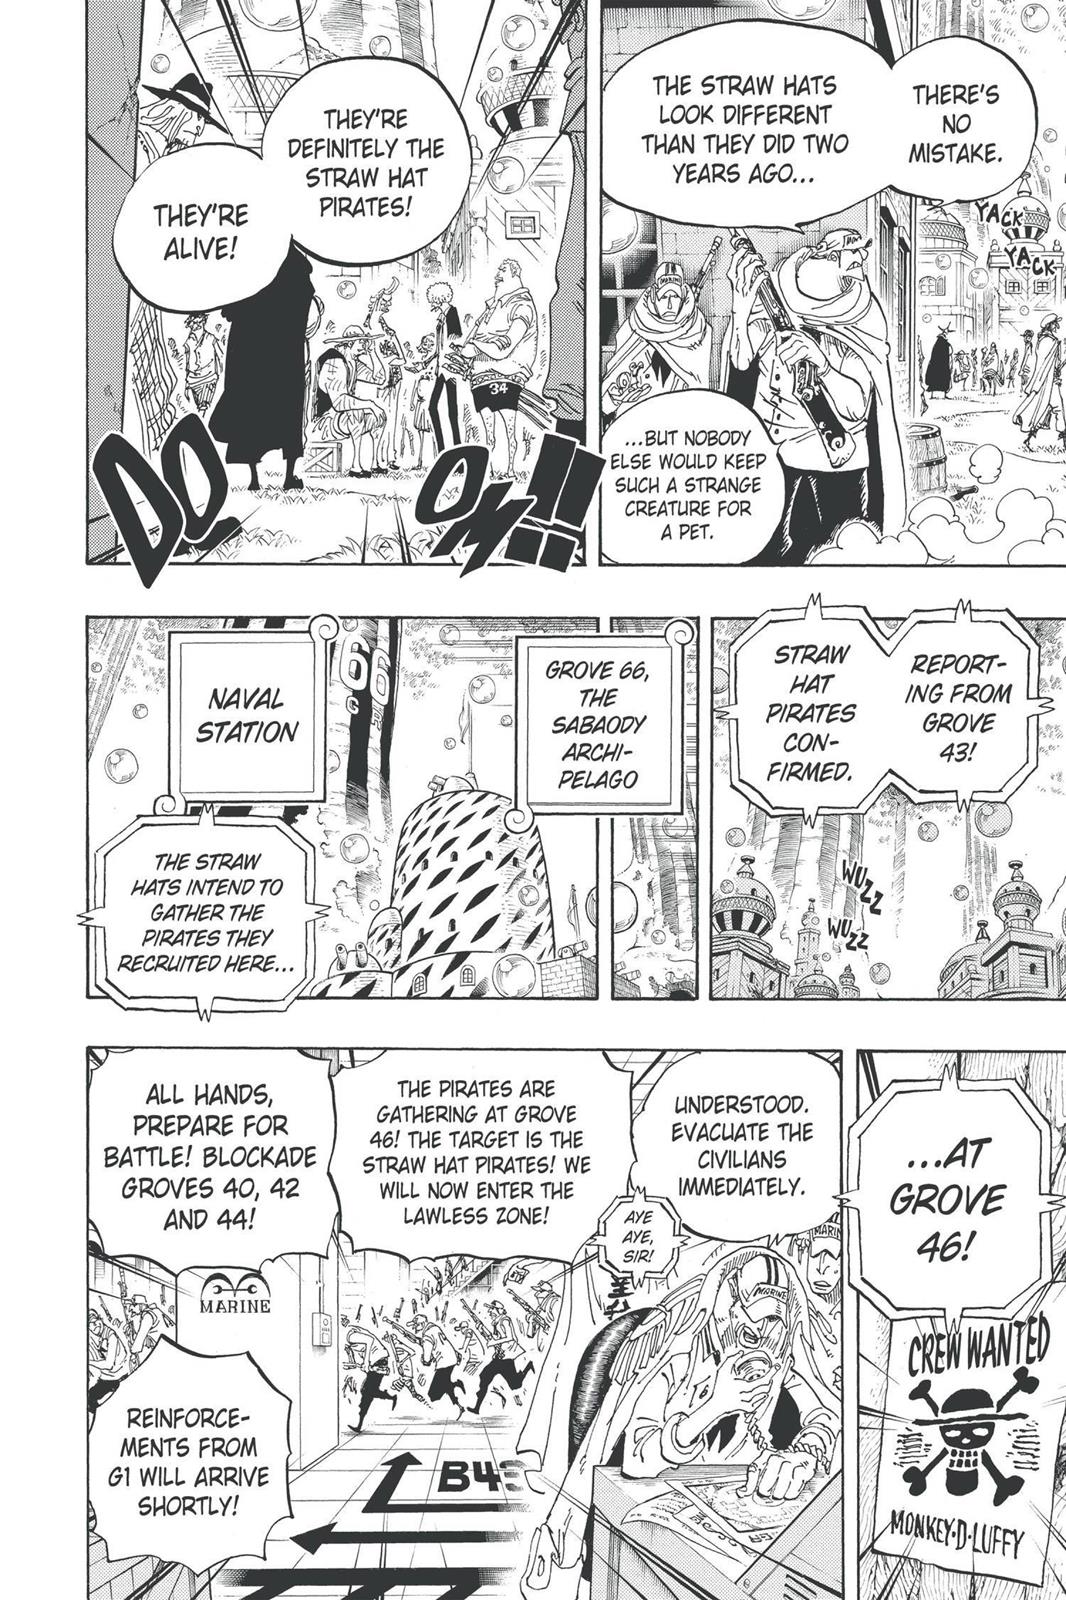 THERE'S
NO
MISTAKE.
THE STRAW HATS
LOOK DIFFERENT
THAN THEY DID TWO
YEARS AGO...
YACK
YACK
MARINE
...BUT NOBODY
ELSE WOULD KEEP
SUCH A STRANGE
CREATURE FOR
A PET.
THEY'RE
DEFINITELY THE
STRAW HAT
PIRATES!
THEY'RE
ALIVE!
34
DO
OM!!
REPORT-
ING FROM
GROVE
43!
STRAW
HAT
PIRATES
CON-
FIRMED.
WUZZ
WUZZ
GROVE 66,
THE
SABAODY
ARCHI-
PELAGO
66
GR
NAVAL
STATION
THE STRAW
HATS INTEND TO
GATHER THE
PIRATES THEY
RECRUITED HERE...
...AT
GROVE
46!
CREW WANTED
MONKEY·D·LUFFY
UNDERSTOOD.
EVACUATE THE
CIVILIANS
IMMEDIATELY.
AYE
AYE,
SIR!
MARINE
MARINE
THE PIRATES ARE
GATHERING AT GROVE
46! THE TARGET IS THE
STRAW HAT PIRATES! WE
WILL NOW ENTER THE
LAWLESS ZONE!
ALL HANDS,
PREPARE FOR
BATTLE! BLOCKADE
GROVES 40, 42
AND 44!
MARINE
REINFORCE-
MENTS FROM
G1 WILL ARRIVE
SHORTLY!
B43